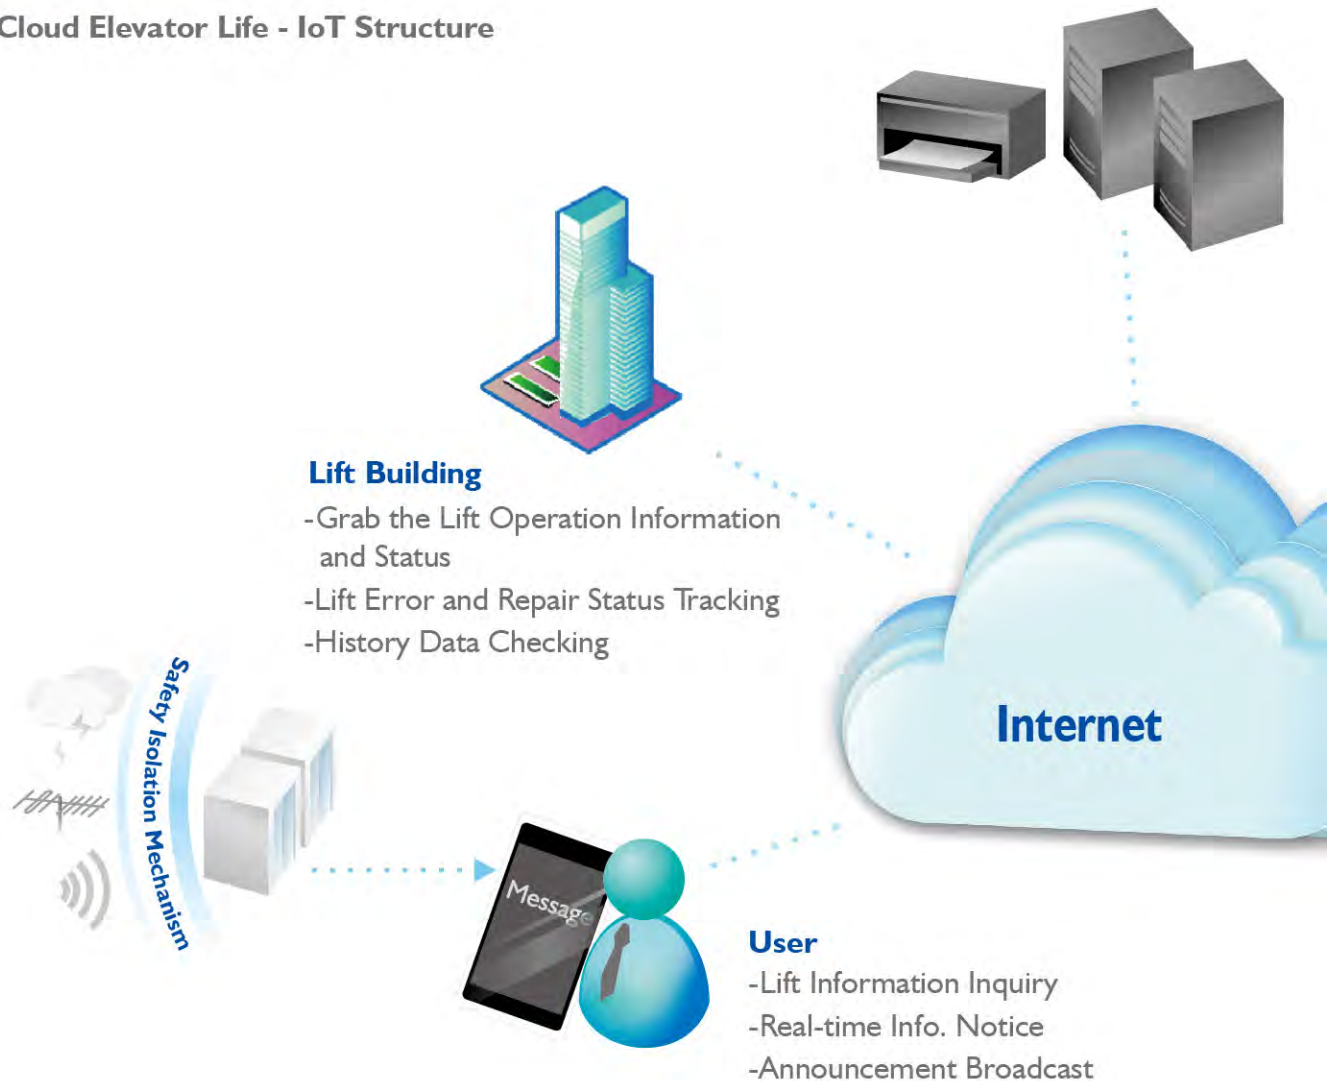 Cloud Elevator Life - IoT Structure
Lift Building
-Grab the Lift Operation Information
and Status
-Lift Error and Repair Status Tracking
-History Data Checking
Safety Isolation Mechanism
Internet
Message
User
-Lift Information Inquiry
-Real-time Info. Notice
-Announcement Broadcast